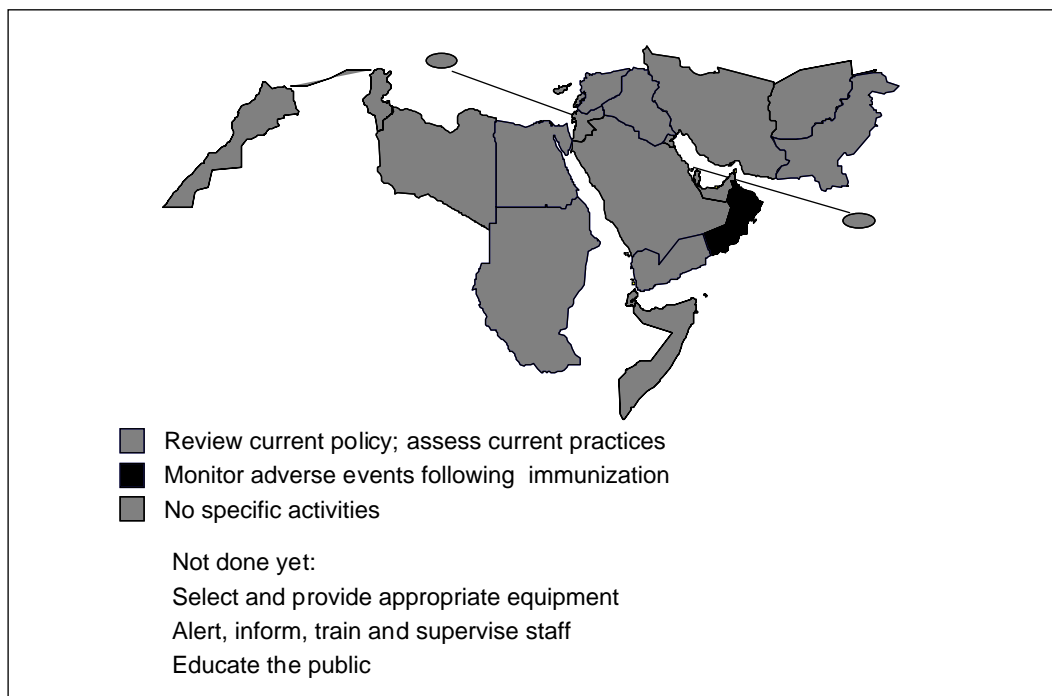 Review current policy; assess current practices
Monitor adverse events following immunization
No specific activities
Not done yet:
Select and provide appropriate equipment
Alert, inform, train and supervise staff
Educate the public